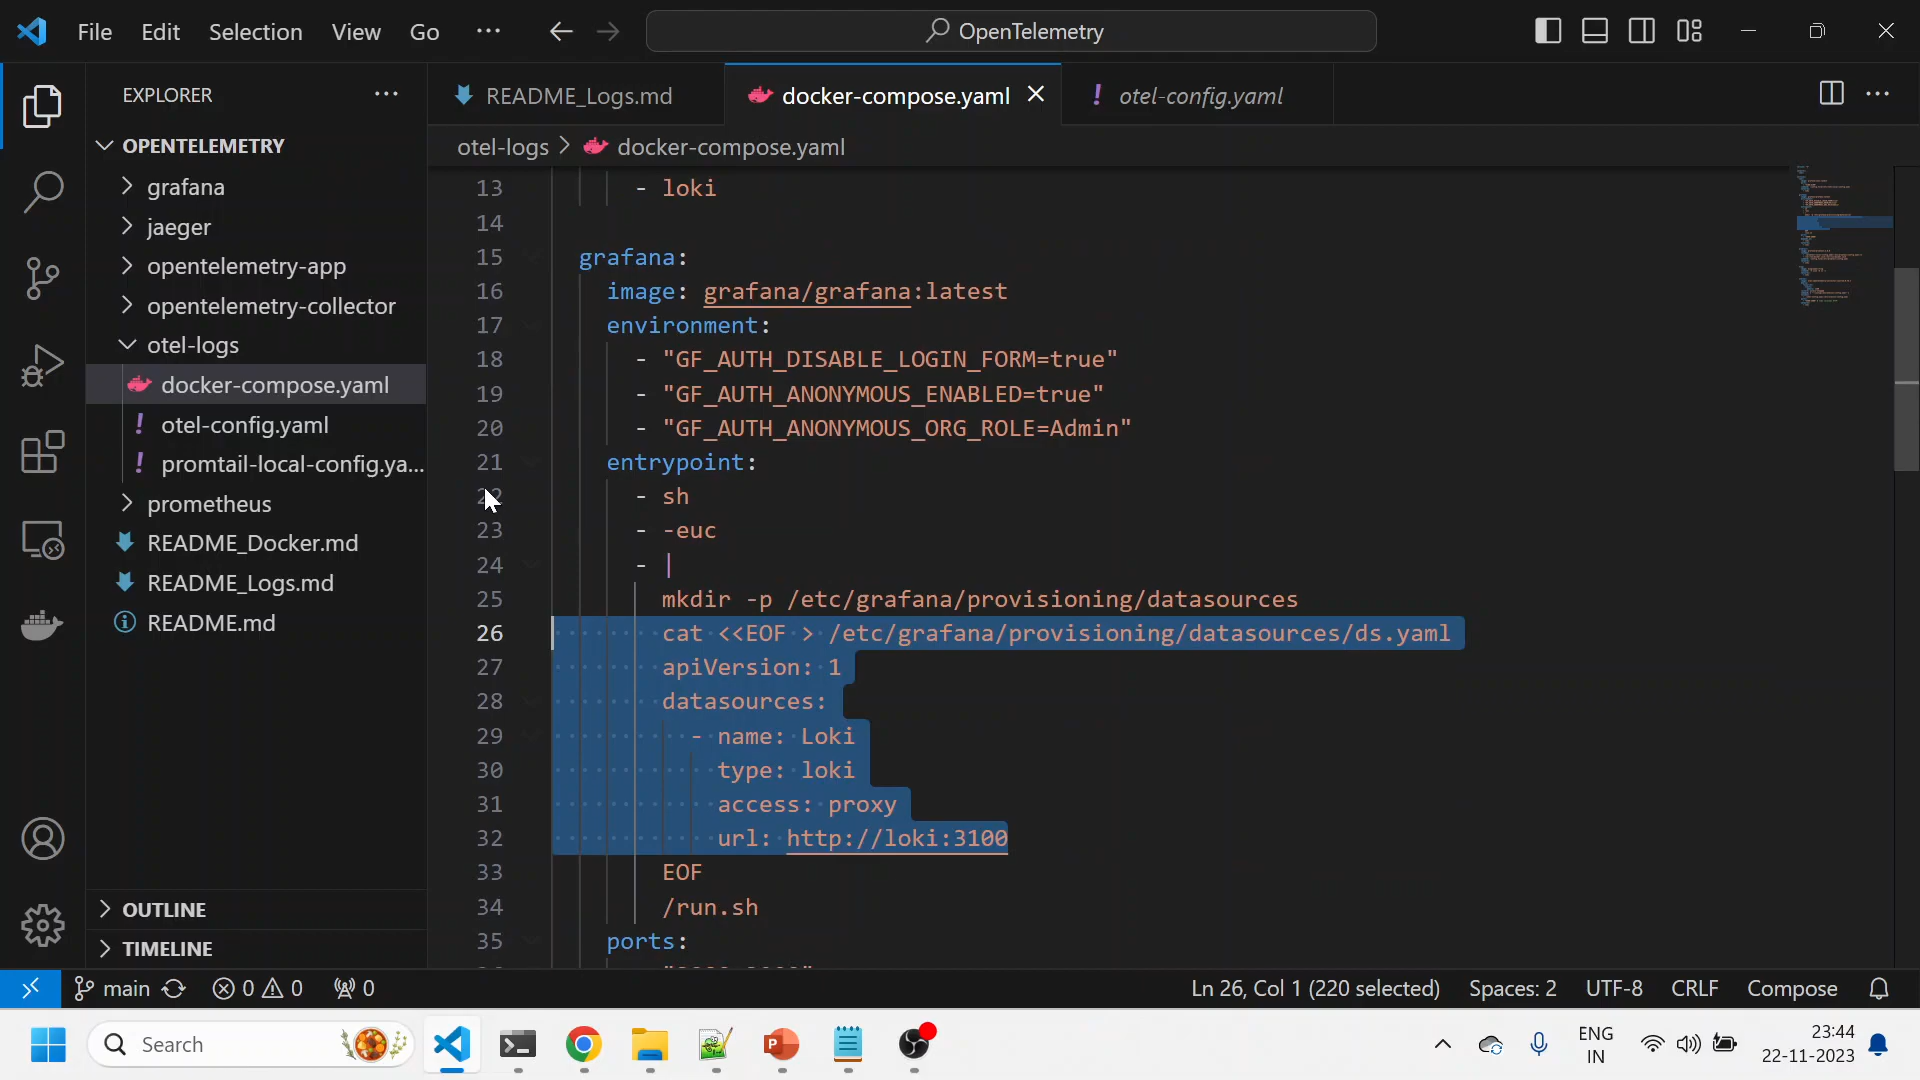 File Edit Selection View Go ··· OpenTelemetry
EXPLORER ···
OPENTELEMETRY
grafana
jaeger
opentelemetry-app
opentelemetry-collector
otel-logs
docker-compose.yaml
otel-config.yaml
promtail-local-config.ya...
prometheus
README_Docker.md
README_Logs.md
README.md
OUTLINE
TIMELINE
README_Logs.md docker-compose.yaml otel-config.yaml
otel-logs > docker-compose.yaml
13 - loki
14
15 grafana:
16 image: grafana/grafana:latest
17 environment:
18 - "GF_AUTH_DISABLE_LOGIN_FORM=true"
19 - "GF_AUTH_ANONYMOUS_ENABLED=true"
20 - "GF_AUTH_ANONYMOUS_ORG_ROLE=Admin"
21 entrypoint:
22 - sh
23 - -euc
24 - |
25 mkdir -p /etc/grafana/provisioning/datasources
26 cat <<EOF > /etc/grafana/provisioning/datasources/ds.yaml
27 apiVersion: 1
28 datasources:
29 - name: Loki
30 type: loki
31 access: proxy
32 url: http://loki:3100
33 EOF
34 /run.sh
35 ports:
main 0 0 0 Ln 26, Col 1 (220 selected) Spaces: 2 UTF-8 CRLF Compose
Search ENG IN 23:44 22-11-2023